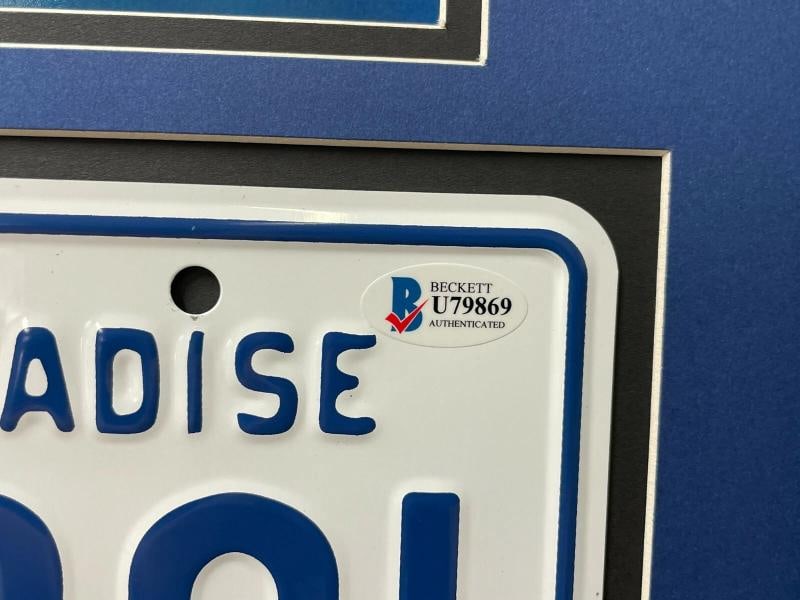 BECKETT
U79869
AUTHENTICATED
ADISE